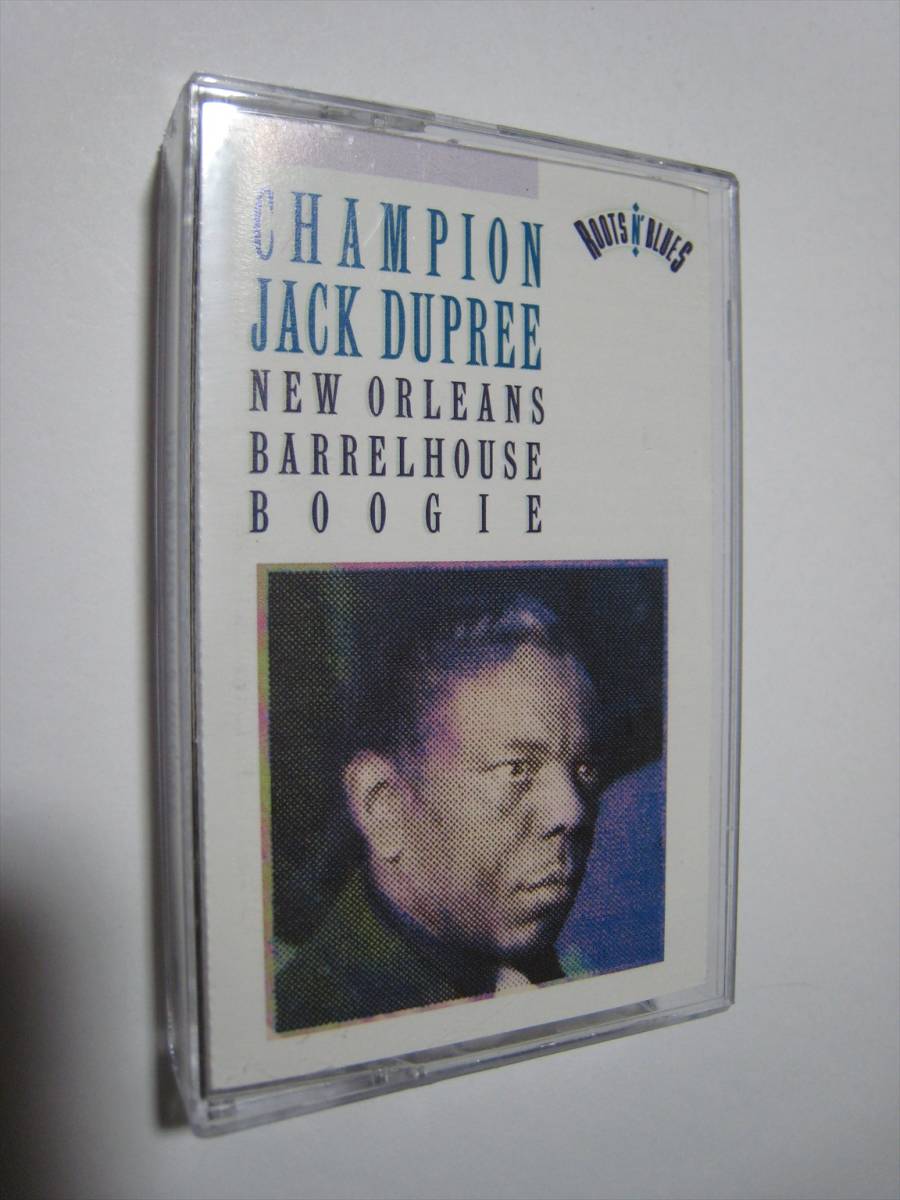 CHAMPION
JACK DUPREE
NEW ORLEANS
BARRELHOUSE
BOOGIE
ROOTS N' BLUES